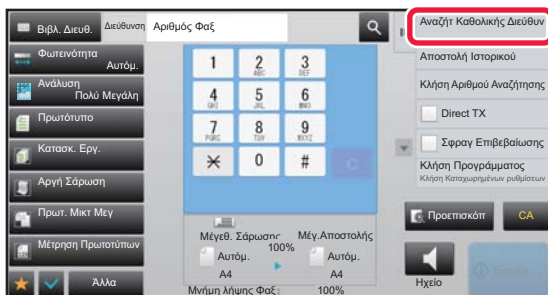 Βιβλ. Διευθ.
Διεύθυνση
Αριθμός Φαξ
Φωτεινότητα
Αυτόμ.
Ανάλυση
Πολύ Μεγάλη
Πρωτότυπο
Κατασκ. Εργ.
Αργή Σάρωση
Πρωτ. Μικτ Μεγ
Μέτρηση Πρωτοτύπων
Άλλα
1
2
ABC
3
DEF
4
GHI
5
JKL
6
MNO
7
PQRS
8
TUV
9
WXYZ
0
#
C
Μέγεθ. Σάρωσης
Μέγ.Αποστολής
100%
Αυτόμ.
Αυτόμ.
A4
A4
Μνήμη λήψης Φαξ :
100%
Αναζήτ Καθολικής Διεύθυν
Αποστολή Ιστορικού
Κλήση Αριθμού Αναζήτησης
Direct TX
Σφραγ Επιβεβαίωσης
Κλήση Προγράμματος
Κλήση Καταχωρημένων ρυθμίσεων
Προεπισκόπ
CA
Ηχείο
Έναρξη